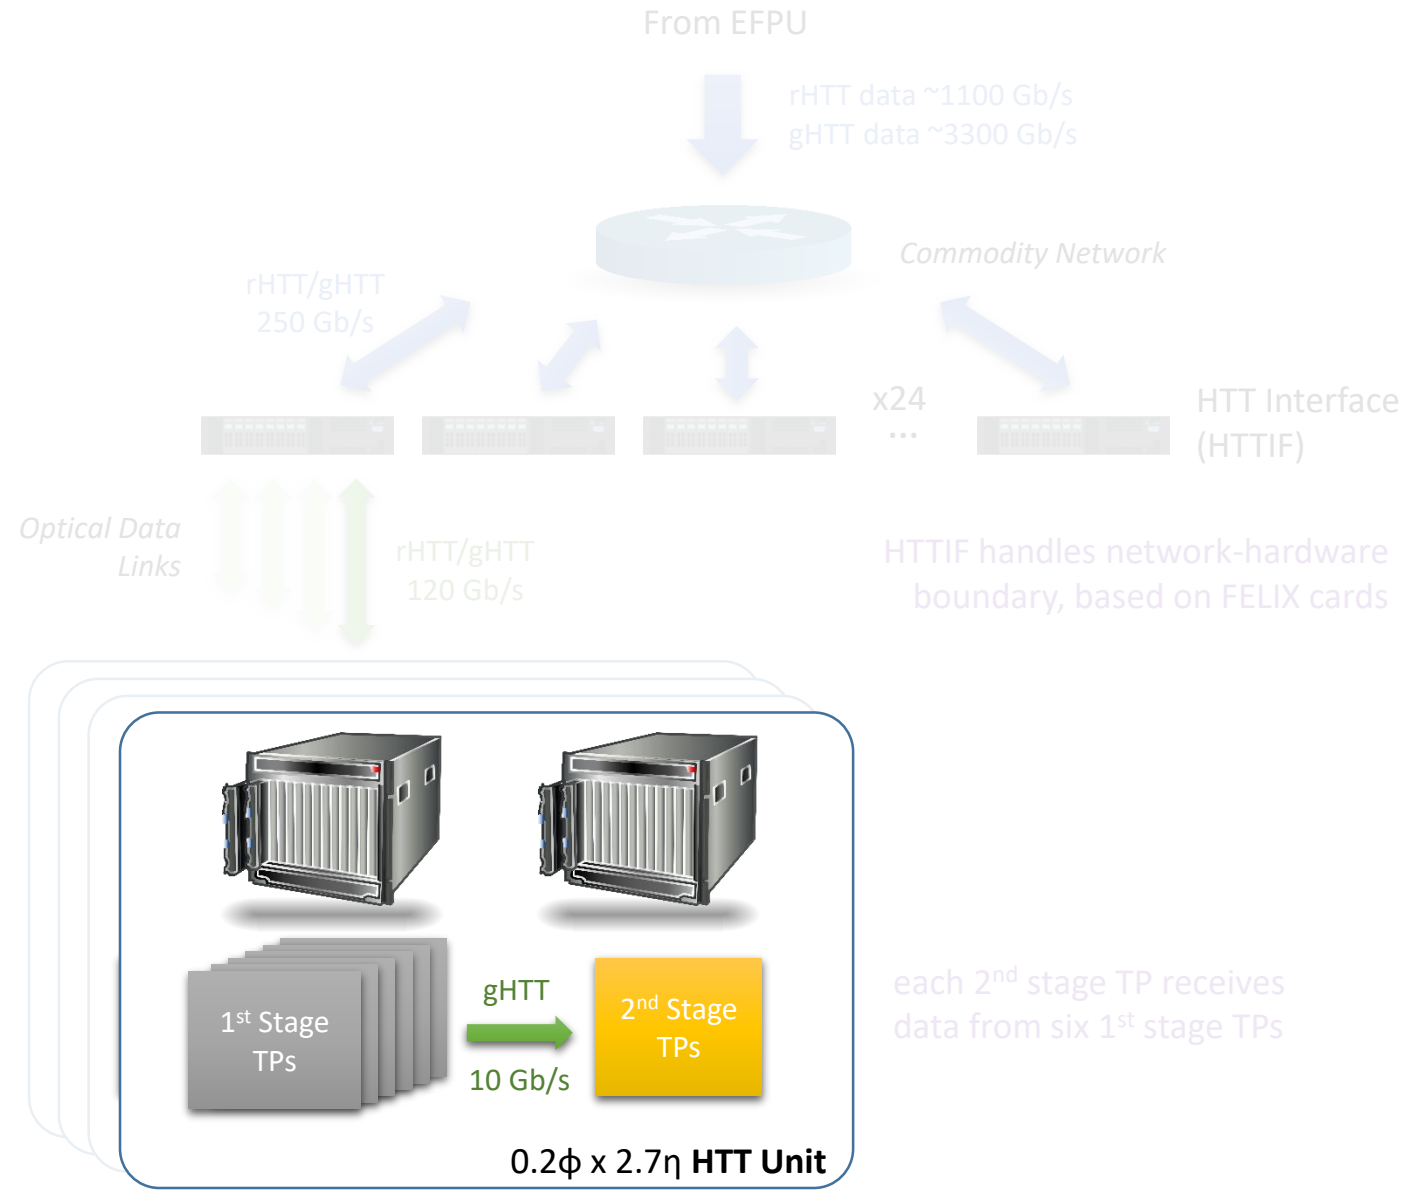 From EFPU
rHTT data ~1100 Gb/s
gHTT data ~3300 Gb/s
Commodity Network
rHTT/gHTT
250 Gb/s
x24
...
HTT Interface
(HTTIF)
Optical Data
Links
rHTT/gHTT
120 Gb/s
HTTIF handles network-hardware
boundary, based on FELIX cards
1st Stage
TPs
gHTT
10 Gb/s
2nd Stage
TPs
each 2nd stage TP receives
data from six 1st stage TPs
0.2ϕ x 2.7η HTT Unit